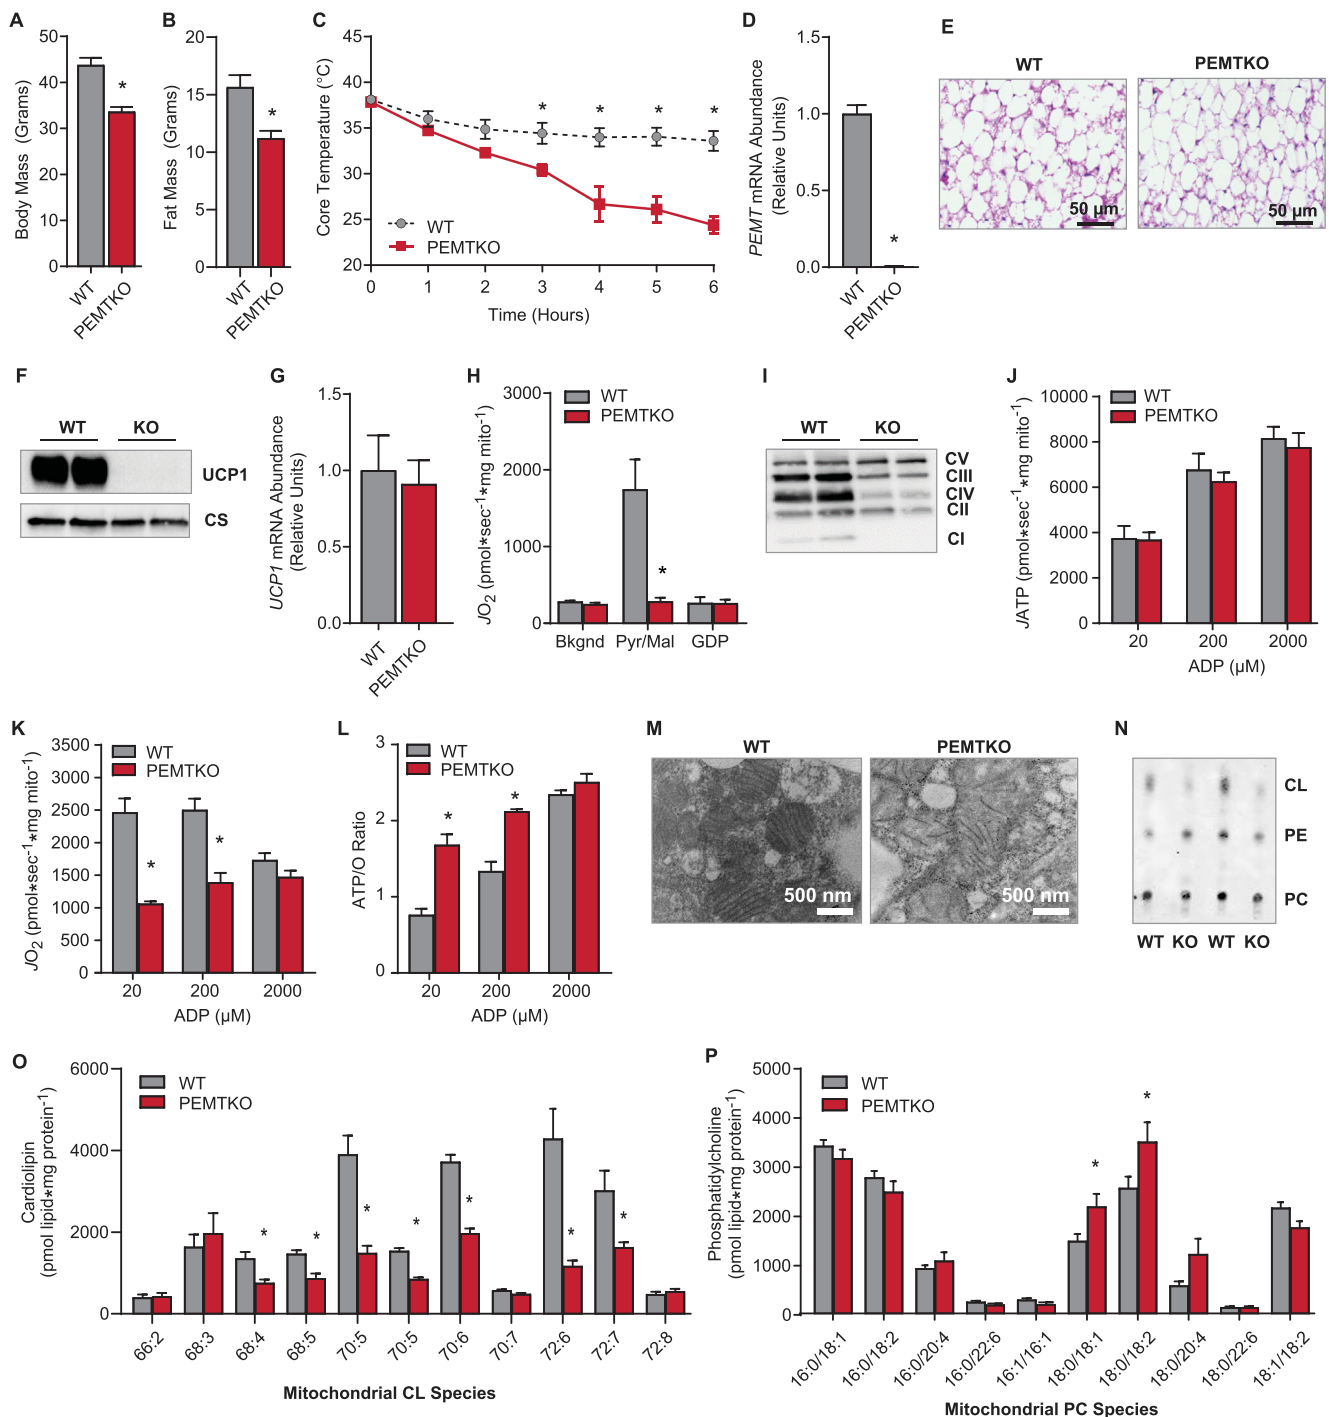 A
Body Mass (Grams)
50
40
30
20
10
0
*
WT
PEMTKO
B
Fat Mass (Grams)
20
15
10
5
0
*
WT
PEMTKO
C
Core Temperature (°C)
45
40
35
30
25
20
* * * *
WT
PEMTKO
0 1 2 3 4 5 6
Time (Hours)
D
PEMT mRNA Abundance
(Relative Units)
1.5
1.0
0.5
0.0
*
WT
PEMTKO
E
WT PEMTKO
50 µm 50 µm
F
WT KO
UCP1
CS
G
UCP1 mRNA Abundance
(Relative Units)
1.5
1.0
0.5
0.0
WT
PEMTKO
H
JO2 (pmol*sec-1*mg mito-1)
3000
2000
1000
0
WT
PEMTKO
*
Bkgnd Pyr/Mal GDP
I
WT KO
CV
CIII
CIV
CII
CI
J
JATP (pmol*sec-1*mg mito-1)
10000
8000
6000
4000
2000
0
WT
PEMTKO
20 200 2000
ADP (µM)
K
JO2 (pmol*sec-1*mg mito-1)
3500
3000
2500
2000
1500
1000
500
0
WT
PEMTKO
* *
20 200 2000
ADP (µM)
L
ATP/O Ratio
3
2
1
0
WT
PEMTKO
* *
20 200 2000
ADP (µM)
M
WT PEMTKO
500 nm 500 nm
N
CL
PE
PC
WT KO WT KO
O
Cardiolipin
(pmol lipid*mg protein-1)
6000
4000
2000
0
WT
PEMTKO
* * * * * * *
66:2 68:3 68:4 68:5 70:5 70:5 70:6 70:7 72:6 72:7 72:8
Mitochondrial CL Species
P
Phosphatidylcholine
(pmol lipid*mg protein-1)
5000
4000
3000
2000
1000
0
WT
PEMTKO
* *
16:0/18:1 16:0/18:2 16:0/20:4 16:0/22:6 16:1/16:1 18:0/18:1 18:0/18:2 18:0/20:4 18:0/22:6 18:1/18:2
Mitochondrial PC Species